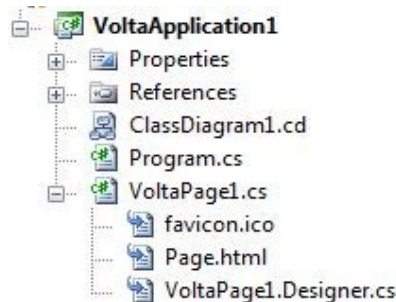 VoltaApplication1
Properties
References
ClassDiagram1.cd
Program.cs
VoltaPage1.cs
favicon.ico
Page.html
VoltaPage1.Designer.cs